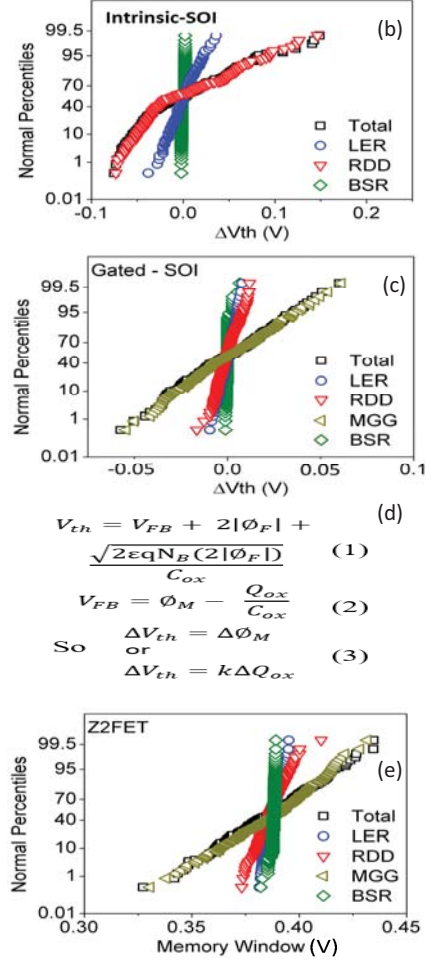 Intrinsic-SOI
(b)
Normal Percentiles
99.5
95
70
40
10
1
0.01
Total
LER
RDD
BSR
-0.1 0.0 0.1 0.2
ΔVth (V)
Gated - SOI
(c)
Normal Percentiles
99.5
95
70
40
10
1
0.01
Total
LER
RDD
MGG
BSR
-0.05 0.00 0.05 0.1
ΔVth (V)
(d)
V_th = V_FB + 2|Ø_F| +
√(2εqN_B(2|Ø_F|)) / C_ox (1)
V_FB = Ø_M − Q_ox / C_ox (2)
ΔV_th = ΔØ_M
So or (3)
ΔV_th = kΔQ_ox
Z2FET
(e)
Normal Percentiles
99.5
95
70
40
10
1
0.01
Total
LER
RDD
MGG
BSR
0.30 0.35 0.40 0.45
Memory Window (V)